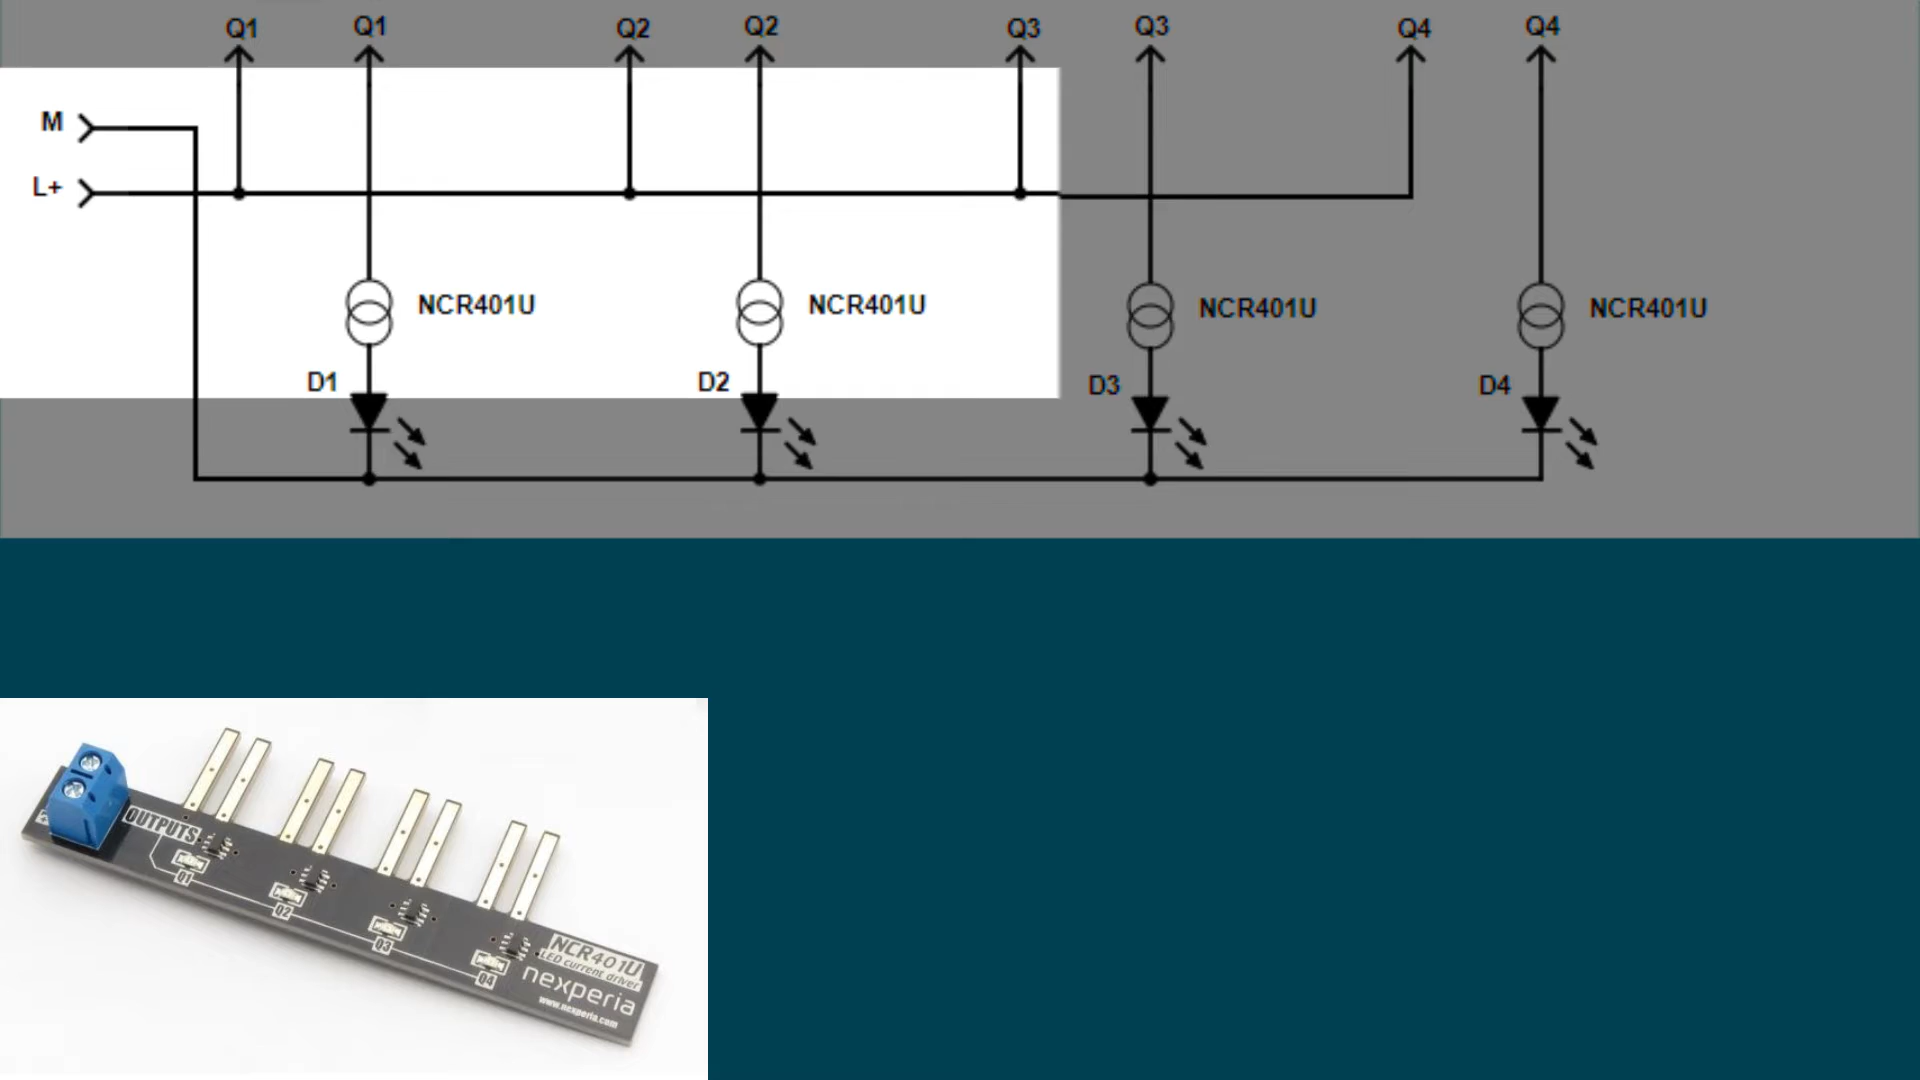 Q1 Q1 Q2 Q2 Q3 Q3 Q4 Q4
M
L+
NCR401U NCR401U NCR401U NCR401U
D1 D2 D3 D4
OUTPUTS
Q1
Q2
Q3
Q4
NCR401U
LED current driver
nexperia
www.nexperia.com